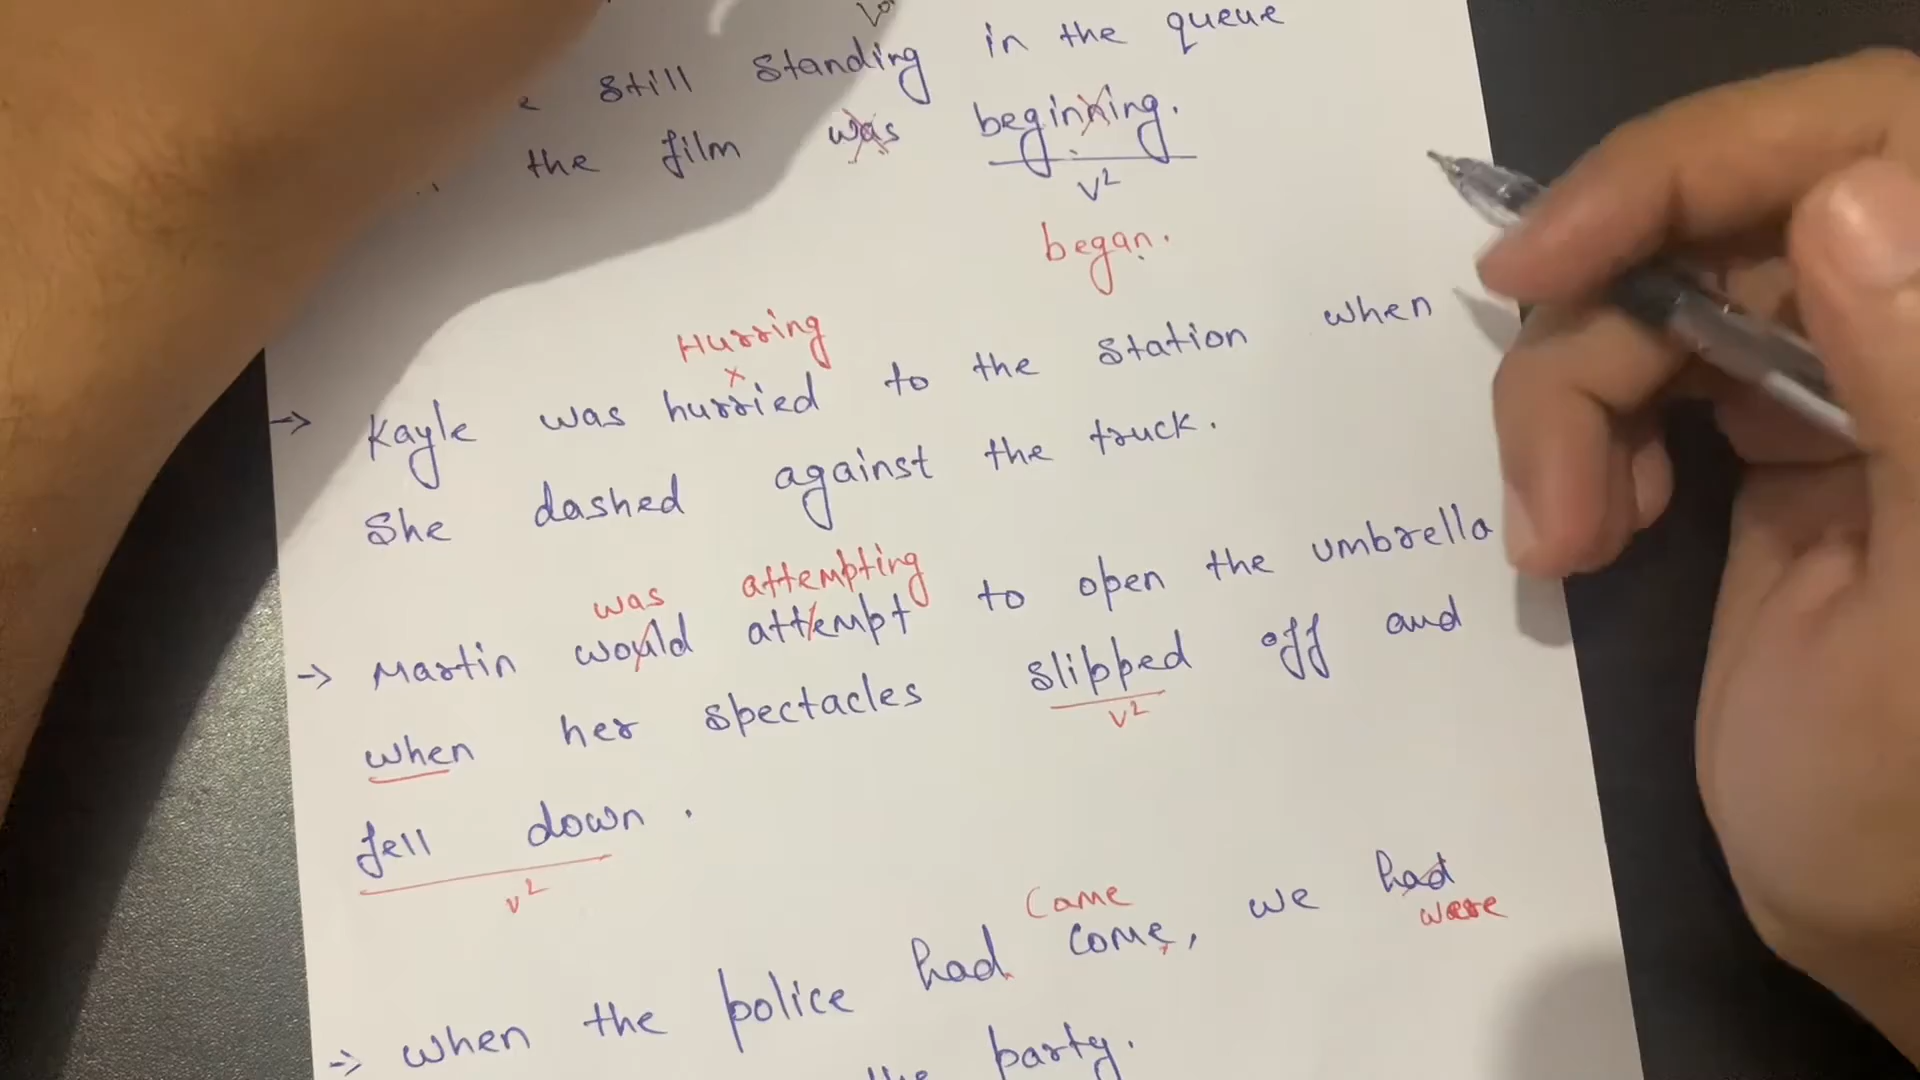 still standing in the queue
the film was beginning.
v²
began.
Hurring
x
→ Kayle was hurried to the station when
She dashed against the truck.
was attempting
→ Martin would attempt to open the umbrella
when her spectacles slipped off and
v²
fell down.
v²
Came
→ When the police had come, we had
were
the party.